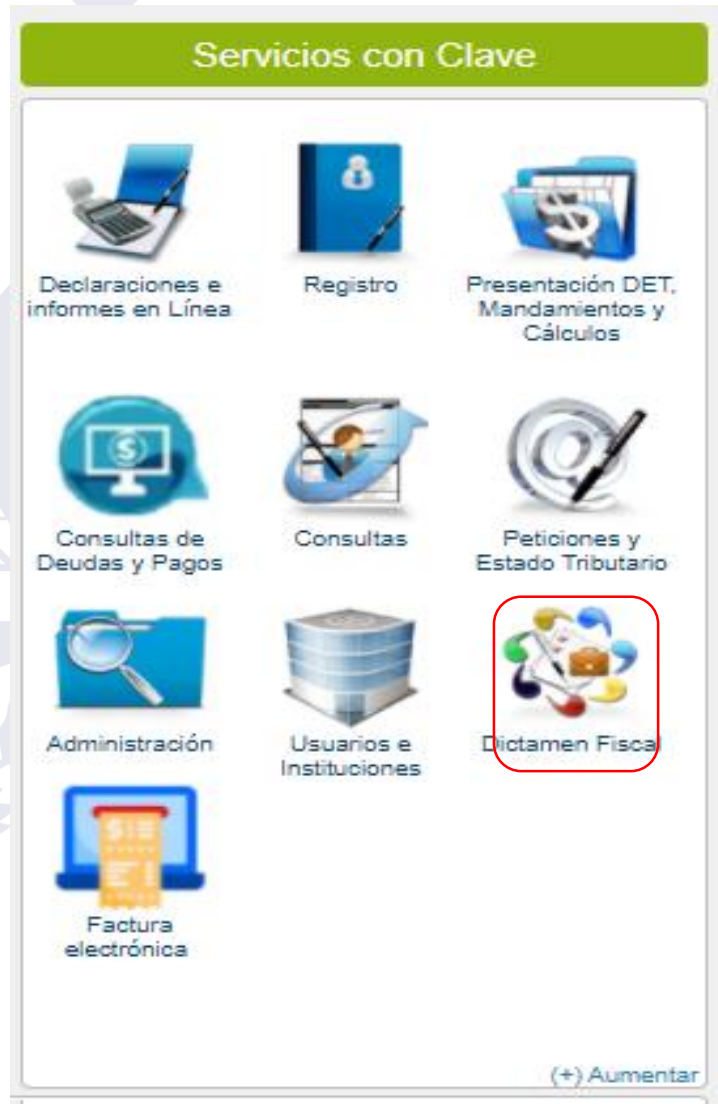 Servicios con Clave
Declaraciones e
informes en Línea
Registro
Presentación DET,
Mandamientos y
Cálculos
Consultas de
Deudas y Pagos
Consultas
Peticiones y
Estado Tributario
Administración
Usuarios e
Instituciones
Dictamen Fiscal
Factura
electrónica
(+) Aumentar